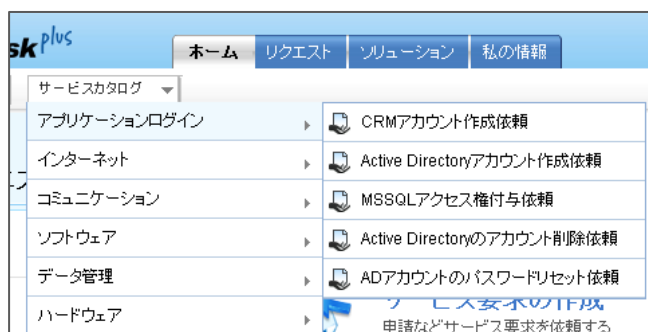 sk plus
ホーム リクエスト ソリューション 私の情報
サービスカタログ
アプリケーションログイン
インターネット
コミュニケーション
ソフトウェア
データ管理
ハードウェア
CRMアカウント作成依頼
Active Directoryアカウント作成依頼
MSSQLアクセス権付与依頼
Active Directoryのアカウント削除依頼
ADアカウントのパスワードリセット依頼
サービス要求の作成
申請などサービス要求を依頼する